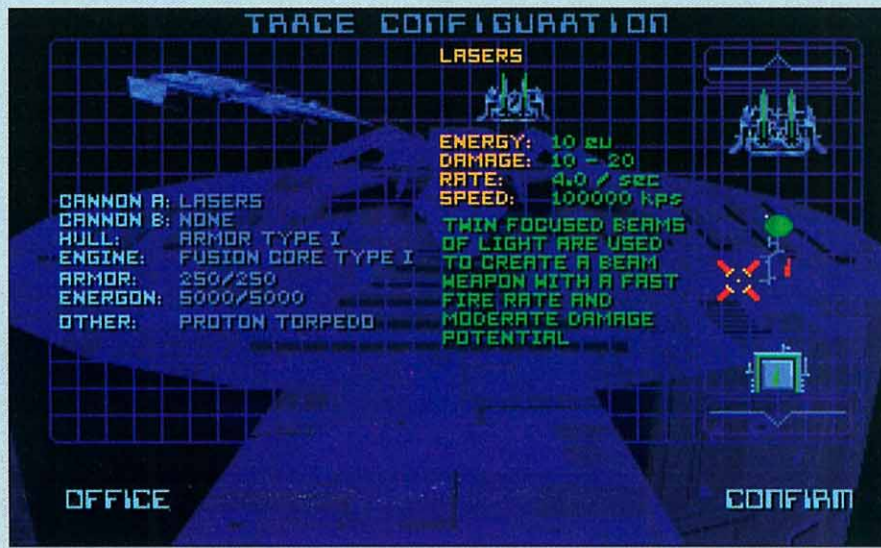 TRACE CONFIGURATION
LASERS
ENERGY: 10 eu
DAMAGE: 10 - 20
RATE: 4.0 / sec
SPEED: 100000 kps
TWIN FOCUSED BEAMS
OF LIGHT ARE USED
TO CREATE A BEAM
WEAPON WITH A FAST
FIRE RATE AND
MODERATE DAMAGE
POTENTIAL
CANNON A: LASERS
CANNON B: NONE
HULL: ARMOR TYPE I
ENGINE: FUSION CORE TYPE I
ARMOR: 250/250
ENERGON: 5000/5000
OTHER: PROTON TORPEDO
OFFICE
CONFIRM